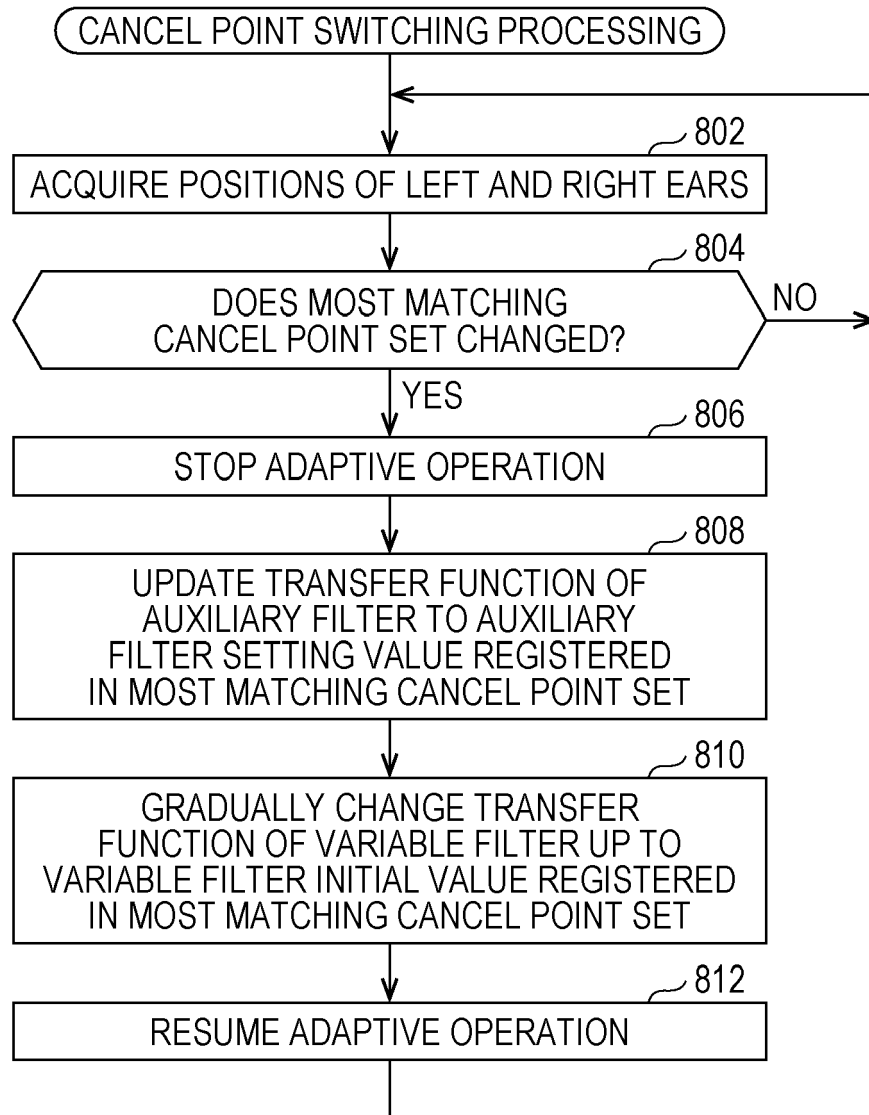 CANCEL POINT SWITCHING PROCESSING
802
ACQUIRE POSITIONS OF LEFT AND RIGHT EARS
804
DOES MOST MATCHING
CANCEL POINT SET CHANGED?
NO
YES
806
STOP ADAPTIVE OPERATION
808
UPDATE TRANSFER FUNCTION OF
AUXILIARY FILTER TO AUXILIARY
FILTER SETTING VALUE REGISTERED
IN MOST MATCHING CANCEL POINT SET
810
GRADUALLY CHANGE TRANSFER
FUNCTION OF VARIABLE FILTER UP TO
VARIABLE FILTER INITIAL VALUE REGISTERED
IN MOST MATCHING CANCEL POINT SET
812
RESUME ADAPTIVE OPERATION